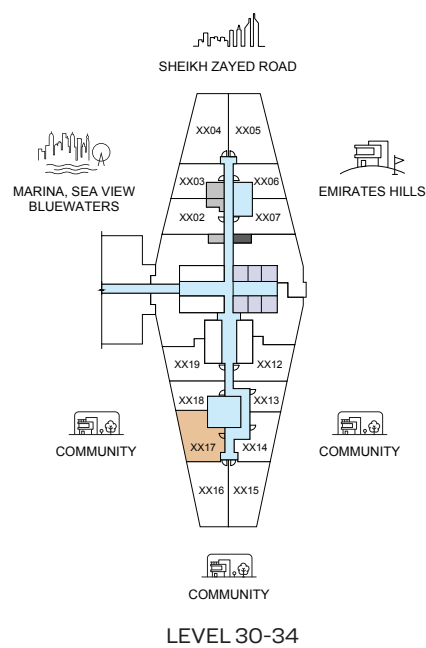 SHEIKH ZAYED ROAD
XX04 XX05
MARINA, SEA VIEW
BLUEWATERS
EMIRATES HILLS
XX03 XX06
XX02 XX07
XX19 XX12
XX18 XX13
XX17 XX14
COMMUNITY
COMMUNITY
XX16 XX15
COMMUNITY
LEVEL 30-34